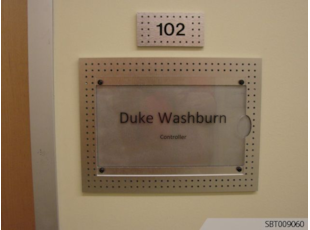 102
Duke Washburn
Controller
SBT009060